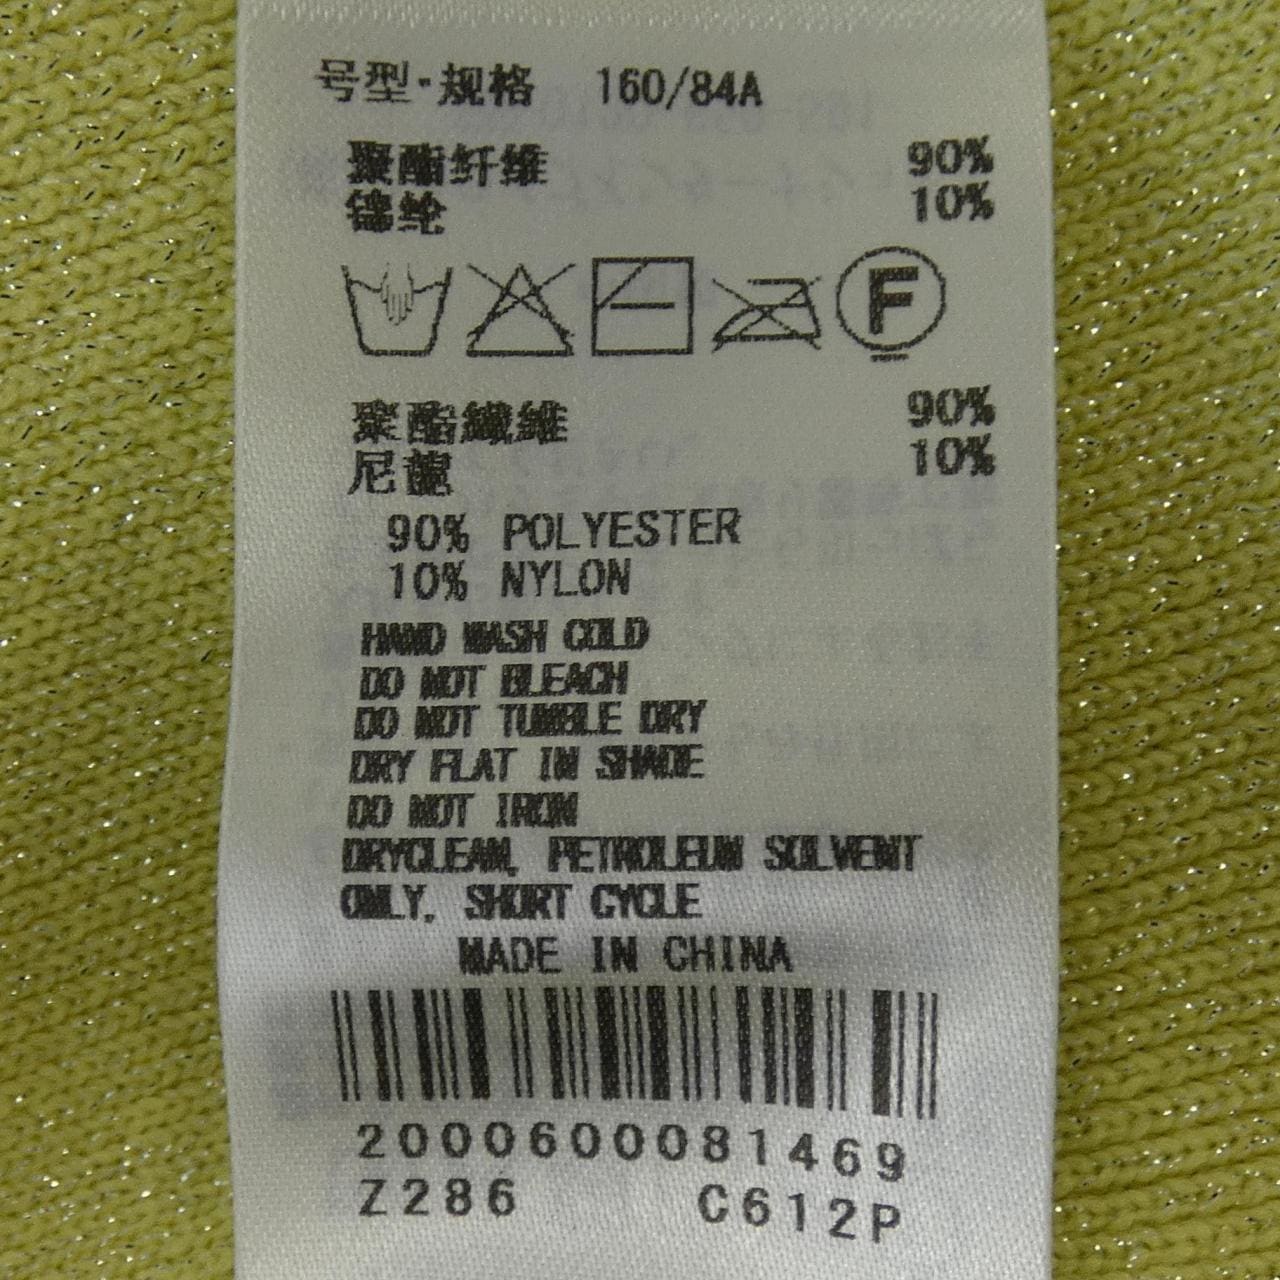 号型·规格 160/84A
聚酯纤维 90%
锦纶 10%
F
聚酯纖維 90%
尼龍 10%
90% POLYESTER
10% NYLON
HAND WASH COLD
DO NOT BLEACH
DO NOT TUMBLE DRY
DRY FLAT IN SHADE
DO NOT IRON
DRYCLEAN, PETROLEUM SOLVENT
ONLY, SHORT CYCLE
MADE IN CHINA
2000600081469
Z286 C612P